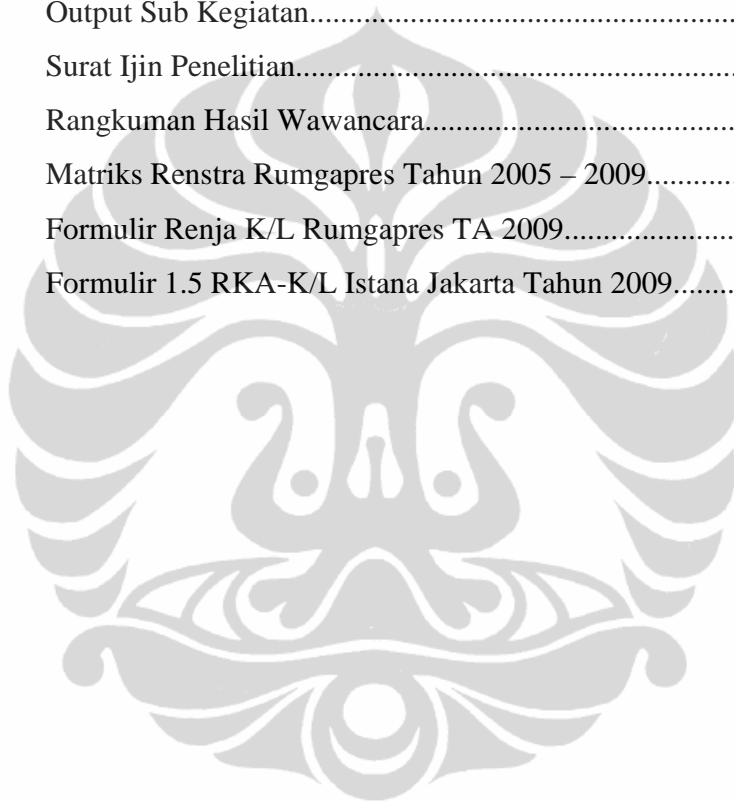 Output Sub Kegiatan.......................................................
Surat Ijin Penelitian.........................................................
Rangkuman Hasil Wawancara........................................
Matriks Renstra Rumgapres Tahun 2005 – 2009............
Formulir Renja K/L Rumgapres TA 2009......................
Formulir 1.5 RKA-K/L Istana Jakarta Tahun 2009........